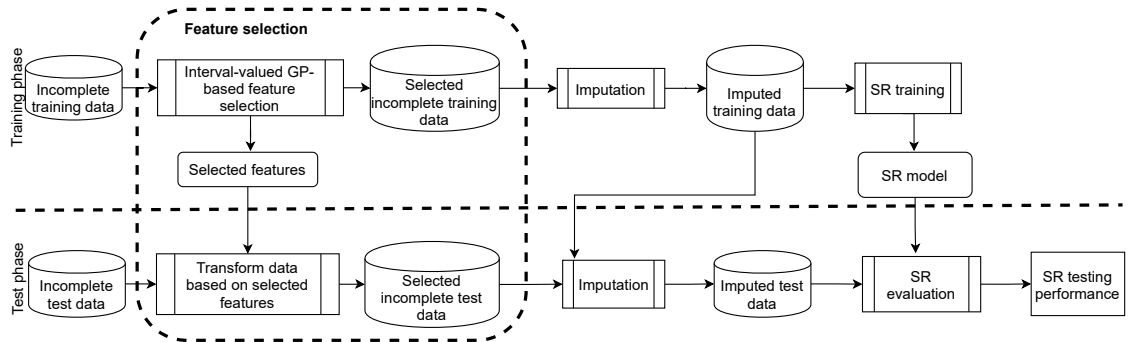 Feature selection
Training phase
Incomplete
training data
Interval-valued GP-
based feature
selection
Selected
incomplete training
data
Imputation
Imputed
training data
SR training
Selected features
SR model
Test phase
Incomplete
test data
Transform data
based on selected
features
Selected
incomplete test
data
Imputation
Imputed test
data
SR
evaluation
SR testing
performance